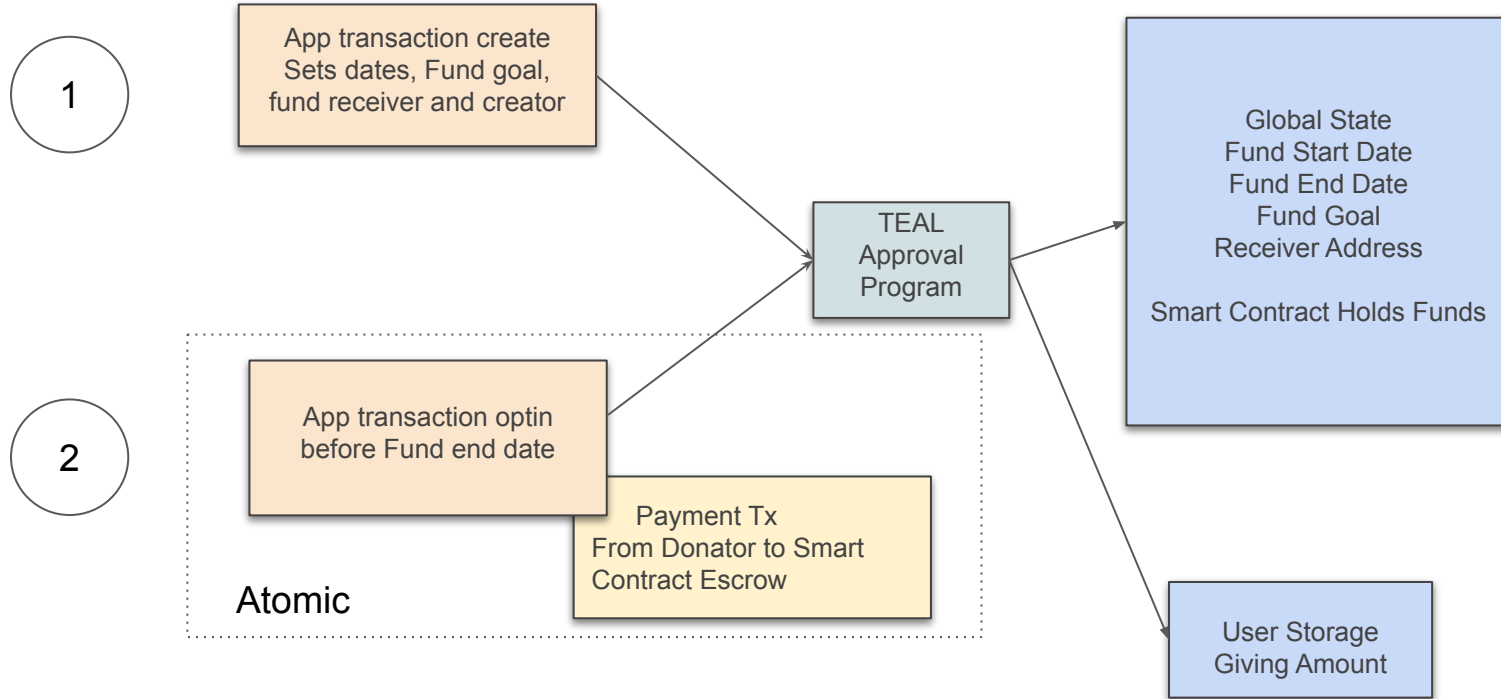 1
App transaction create
Sets dates, Fund goal,
fund receiver and creator
Global State
Fund Start Date
Fund End Date
Fund Goal
Receiver Address
Smart Contract Holds Funds
TEAL
Approval
Program
2
App transaction optin
before Fund end date
Payment Tx
From Donator to Smart
Contract Escrow
Atomic
User Storage
Giving Amount